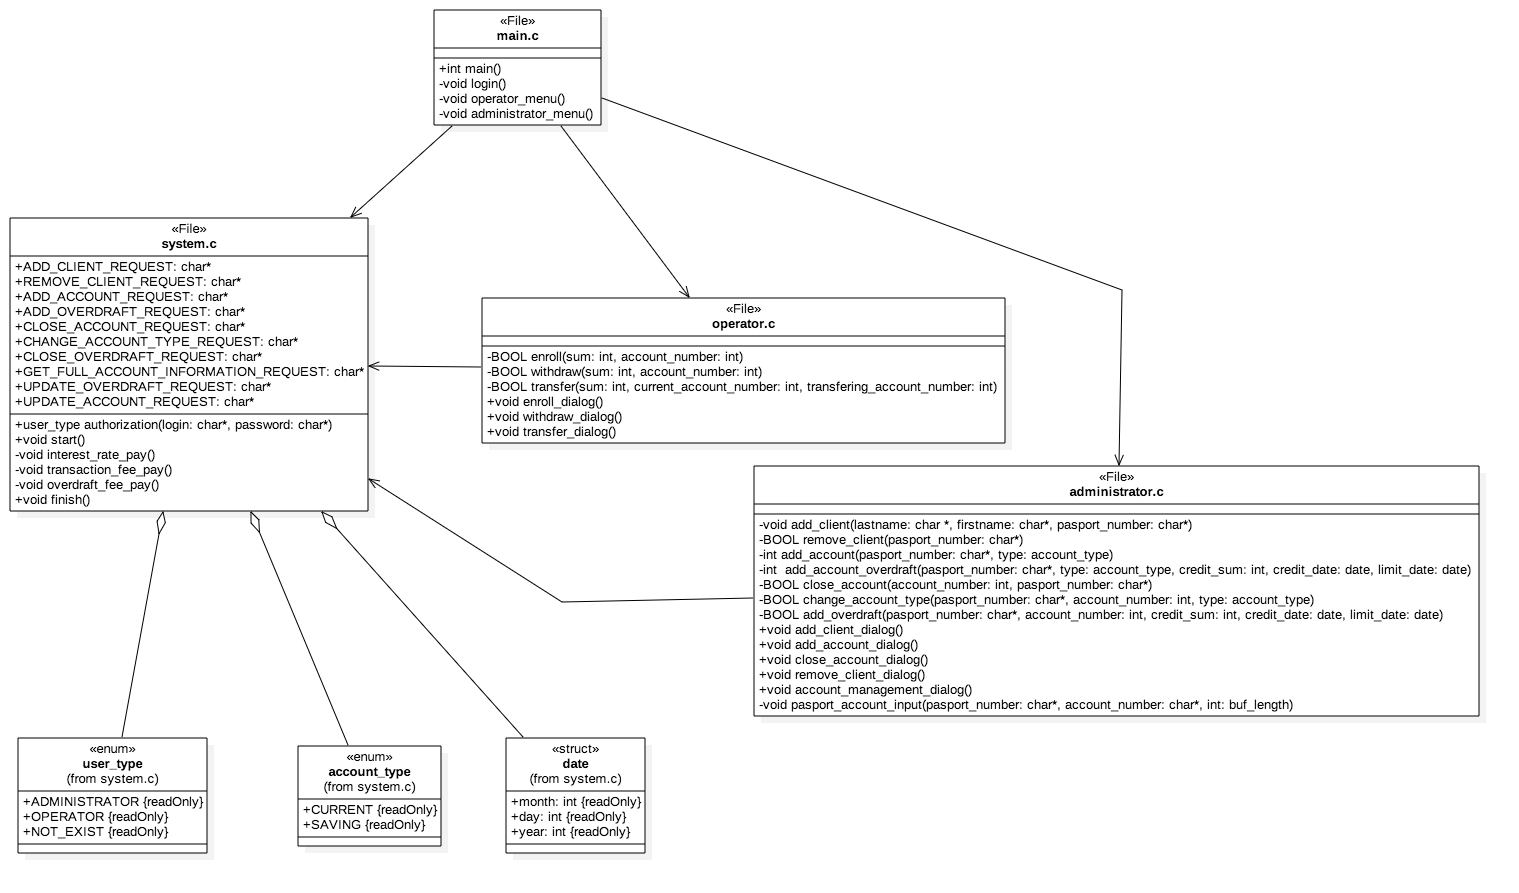 «File»
main.c
+int main()
-void login()
-void operator_menu()
-void administrator_menu()
«File»
system.c
+ADD_CLIENT_REQUEST: char*
+REMOVE_CLIENT_REQUEST: char*
+ADD_ACCOUNT_REQUEST: char*
+ADD_OVERDRAFT_REQUEST: char*
+CLOSE_ACCOUNT_REQUEST: char*
+CHANGE_ACCOUNT_TYPE_REQUEST: char*
+CLOSE_OVERDRAFT_REQUEST: char*
+GET_FULL_ACCOUNT_INFORMATION_REQUEST: char*
+UPDATE_OVERDRAFT_REQUEST: char*
+UPDATE_ACCOUNT_REQUEST: char*
+user_type authorization(login: char*, password: char*)
+void start()
-void interest_rate_pay()
-void transaction_fee_pay()
-void overdraft_fee_pay()
+void finish()
«File»
operator.c
-BOOL enroll(sum: int, account_number: int)
-BOOL withdraw(sum: int, account_number: int)
-BOOL transfer(sum: int, current_account_number: int, transfering_account_number: int)
+void enroll_dialog()
+void withdraw_dialog()
+void transfer_dialog()
«File»
administrator.c
-void add_client(lastname: char *, firstname: char*, pasport_number: char*)
-BOOL remove_client(pasport_number: char*)
-int add_account(pasport_number: char*, type: account_type)
-int  add_account_overdraft(pasport_number: char*, type: account_type, credit_sum: int, credit_date: date, limit_date: date)
-BOOL close_account(account_number: int, pasport_number: char*)
-BOOL change_account_type(pasport_number: char*, account_number: int, type: account_type)
-BOOL add_overdraft(pasport_number: char*, account_number: int, credit_sum: int, credit_date: date, limit_date: date)
+void add_client_dialog()
+void add_account_dialog()
+void close_account_dialog()
+void remove_client_dialog()
+void account_management_dialog()
-void pasport_account_input(pasport_number: char*, account_number: char*, int: buf_length)
«enum»
user_type
(from system.c)
+ADMINISTRATOR {readOnly}
+OPERATOR {readOnly}
+NOT_EXIST {readOnly}
«enum»
account_type
(from system.c)
+CURRENT {readOnly}
+SAVING {readOnly}
«struct»
date
(from system.c)
+month: int {readOnly}
+day: int {readOnly}
+year: int {readOnly}